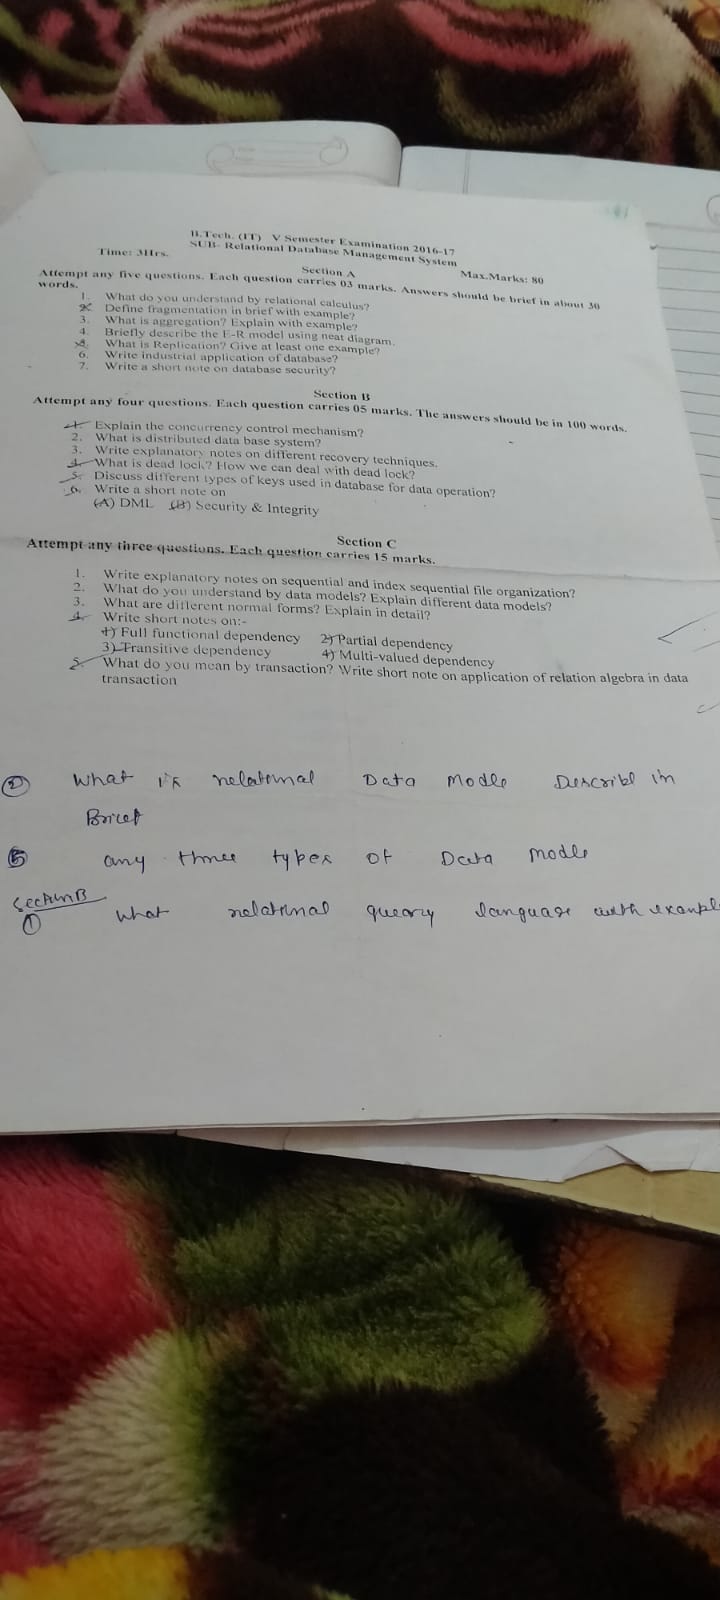 B.Tech. (IT) V Semester Examination 2016-17
SUB- Relational Database Management System
Time: 3Hrs. Max.Marks: 80
Section A
Attempt any five questions. Each question carries 03 marks. Answers should be brief in about 30
words.
1. What do you understand by relational calculus?
2. Define fragmentation in brief with example?
3. What is aggregation? Explain with example?
4. Briefly describe the E-R model using neat diagram.
5. What is Replication? Give at least one example?
6. Write industrial application of database?
7. Write a short note on database security?
Section B
Attempt any four questions. Each question carries 05 marks. The answers should be in 100 words.
1. Explain the concurrency control mechanism?
2. What is distributed data base system?
3. Write explanatory notes on different recovery techniques.
4. What is dead lock? How we can deal with dead lock?
5. Discuss different types of keys used in database for data operation?
6. Write a short note on
(A) DML (B) Security & Integrity
Section C
Attempt any three questions. Each question carries 15 marks.
1. Write explanatory notes on sequential and index sequential file organization?
2. What do you understand by data models? Explain different data models?
3. What are different normal forms? Explain in detail?
4. Write short notes on:-
1) Full functional dependency 2) Partial dependency
3) Transitive dependency 4) Multi-valued dependency
5. What do you mean by transaction? Write short note on application of relation algebra in data
transaction
② What is relational Data Modle Describl in
Brief
⑤ any three types of Data modle
Section B
① what relational queary language with exampl